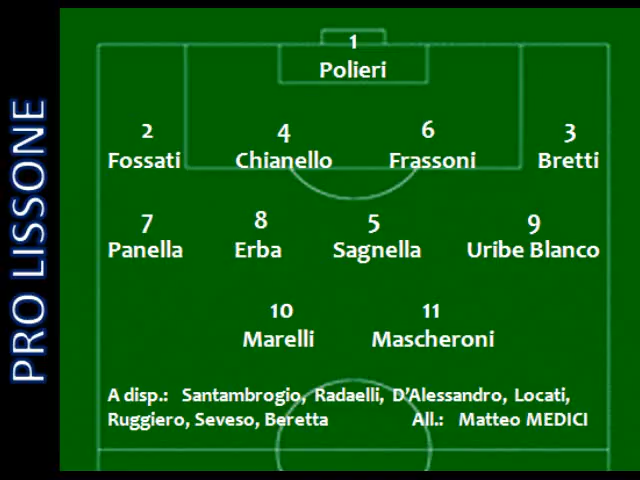 PRO LISSONE
1
Polieri
2 4 6 3
Fossati Chianello Frassoni Bretti
7 8 5 9
Panella Erba Sagnella Uribe Blanco
10 11
Marelli Mascheroni
A disp.: Santambrogio, Radaelli, D’Alessandro, Locati,
Ruggiero, Seveso, Beretta All.: Matteo MEDICI